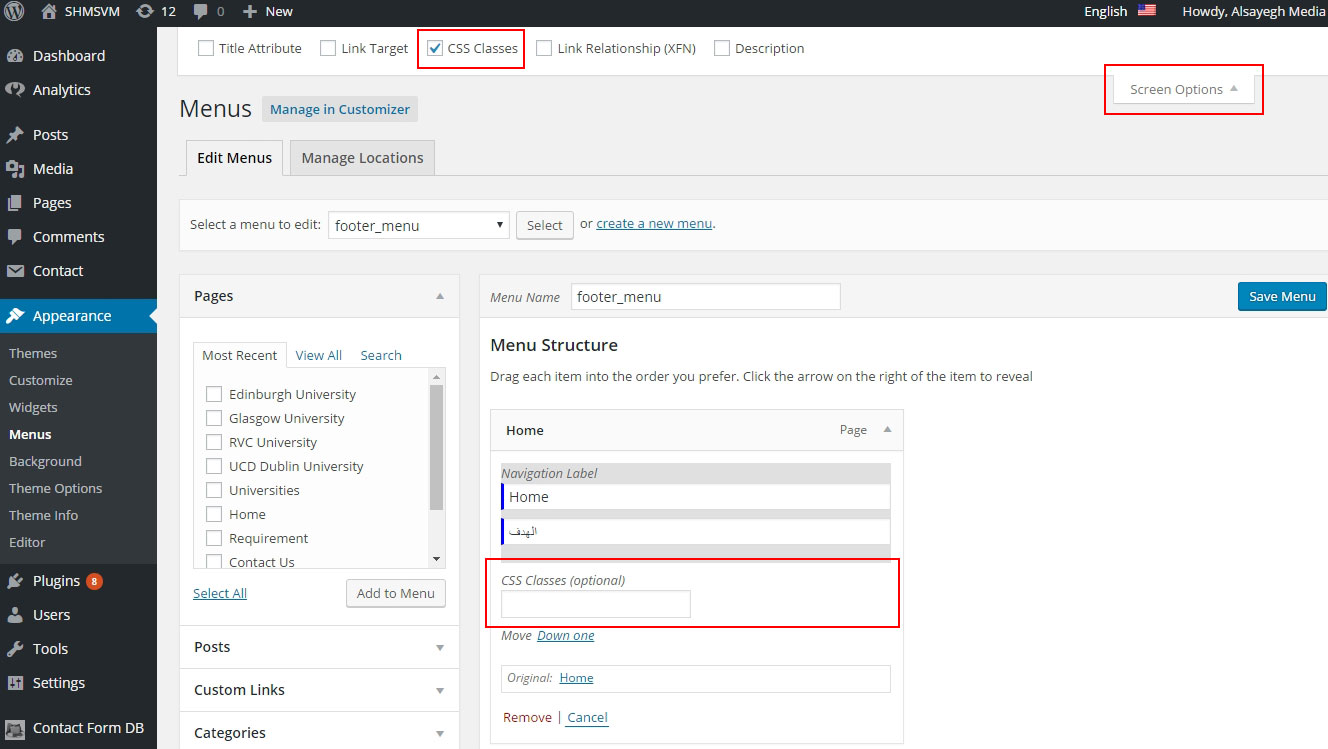 SHMSVM 12 0 New English Howdy, Alsayegh Media
Title Attribute Link Target CSS Classes Link Relationship (XFN) Description
Screen Options
Dashboard
Analytics
Posts
Media
Pages
Comments
Contact
Appearance
Themes
Customize
Widgets
Menus
Background
Theme Options
Theme Info
Editor
Plugins 8
Users
Tools
Settings
Contact Form DB
Menus Manage in Customizer
Edit Menus Manage Locations
Select a menu to edit: footer_menu Select or create a new menu.
Pages
Most Recent View All Search
Edinburgh University
Glasgow University
RVC University
UCD Dublin University
Universities
Home
Requirement
Contact Us
Select All Add to Menu
Posts
Custom Links
Categories
Menu Name footer_menu Save Menu
Menu Structure
Drag each item into the order you prefer. Click the arrow on the right of the item to reveal
Home Page
Navigation Label
Home
الهدف
CSS Classes (optional)
Move Down one
Original: Home
Remove | Cancel